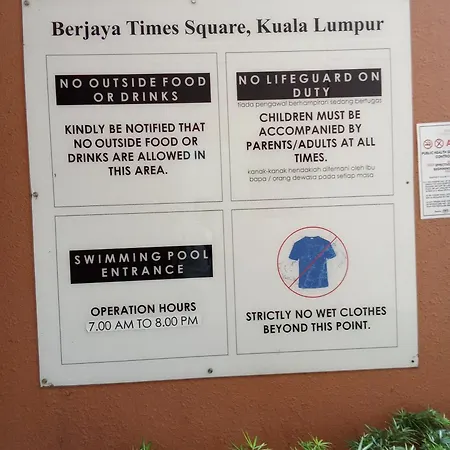 Berjaya Times Square, Kuala Lumpur
NO OUTSIDE FOOD
OR DRINKS
KINDLY BE NOTIFIED THAT
NO OUTSIDE FOOD OR
DRINKS ARE ALLOWED IN
THIS AREA.
NO LIFEGUARD ON
DUTY
tiada pengawal berhampiran sedang bertugas
CHILDREN MUST BE
ACCOMPANIED BY
PARENTS/ADULTS AT ALL
TIMES.
kanak-kanak hendaklah ditemani oleh ibu
bapa / orang dewasa pada setiap masa
SWIMMING POOL
ENTRANCE
OPERATION HOURS
7.00 AM TO 8.00 PM
STRICTLY NO WET CLOTHES
BEYOND THIS POINT.
PUBLIC HEALTH